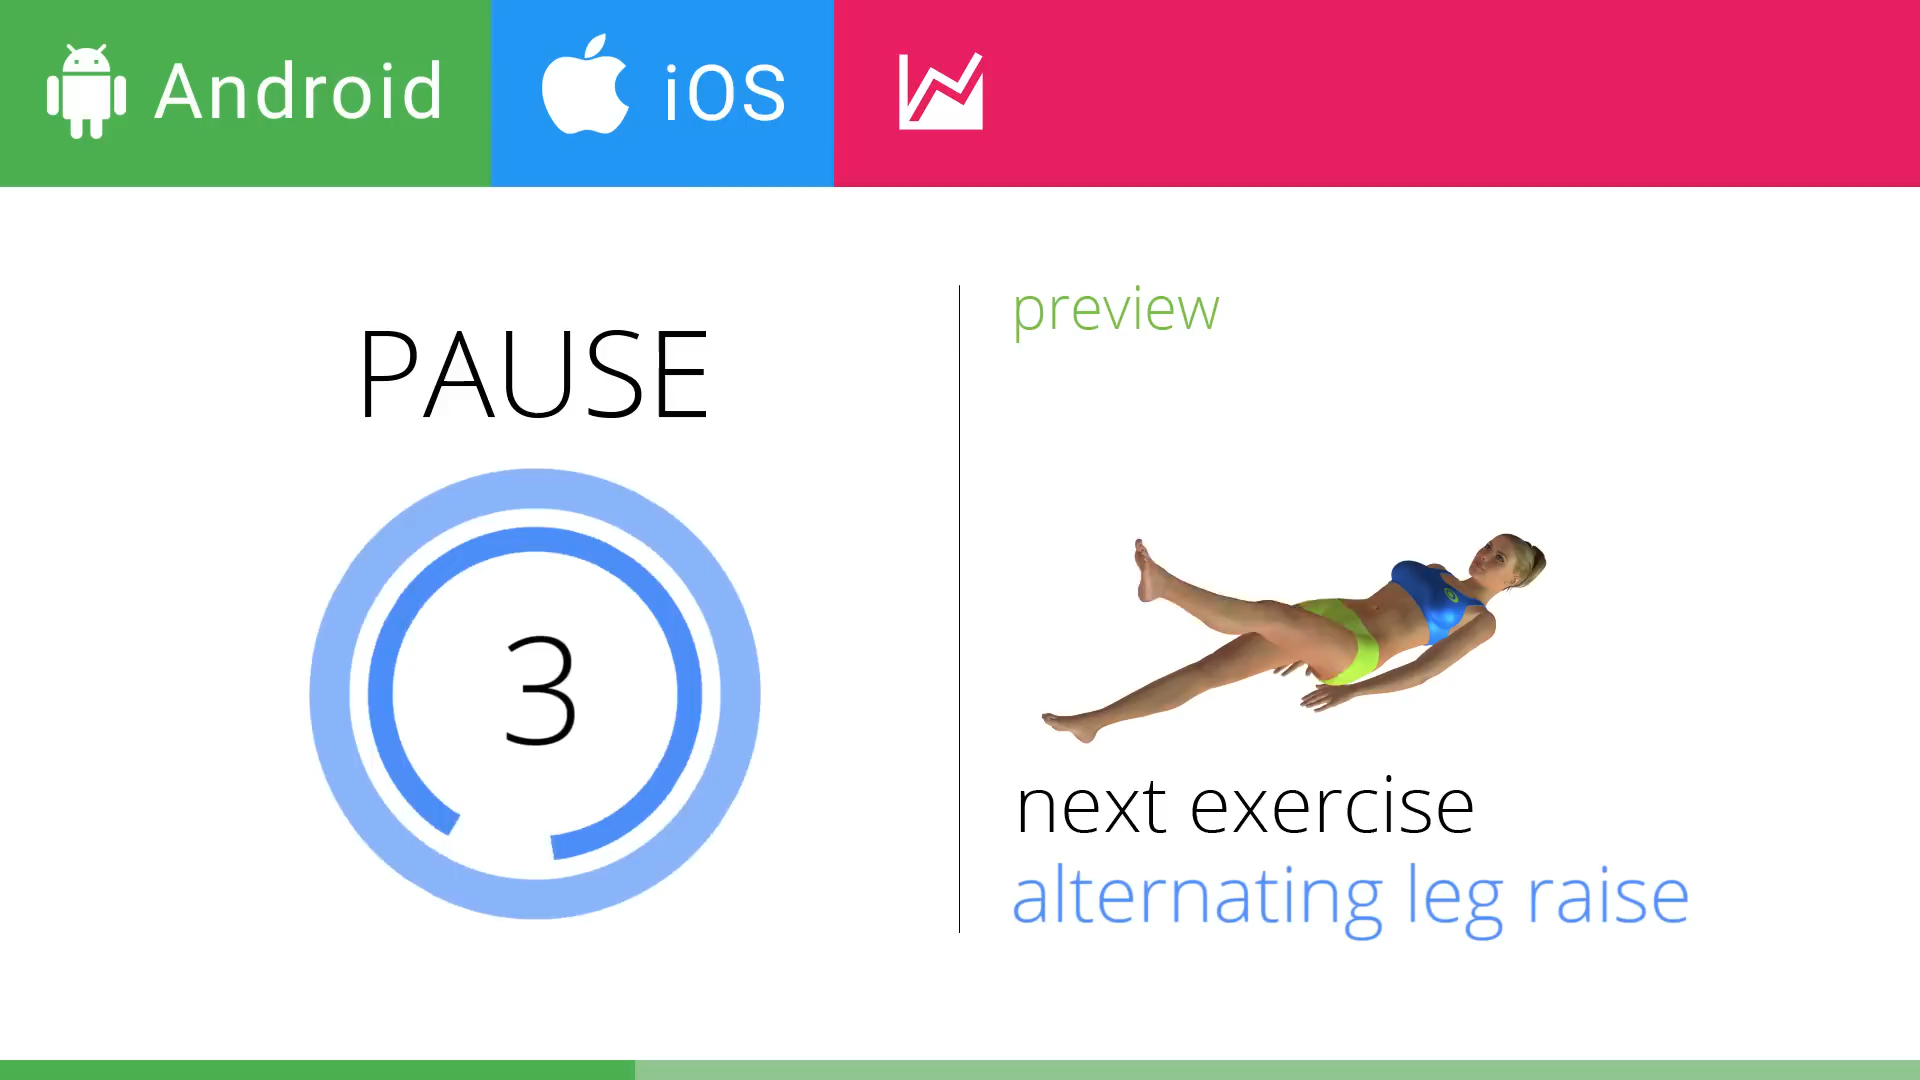 Android
iOS
PAUSE
3
preview
next exercise
alternating leg raise